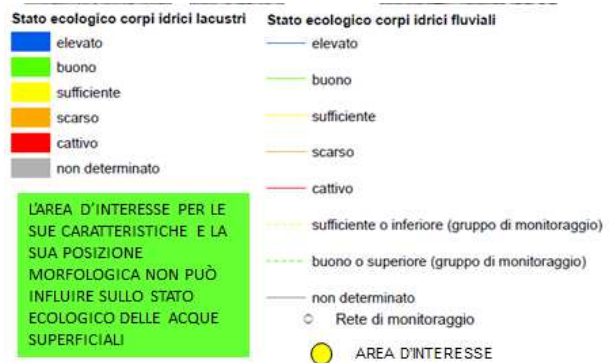 Stato ecologico corpi idrici lacustri
elevato
buono
sufficiente
scarso
cattivo
non determinato
L'AREA D'INTERESSE PER LE
SUE CARATTERISTICHE E LA
SUA POSIZIONE
MORFOLOGICA NON PUÒ
INFLUIRE SULLO STATO
ECOLOGICO DELLE ACQUE
SUPERFICIALI
Stato ecologico corpi idrici fluviali
elevato
buono
sufficiente
scarso
cattivo
sufficiente o inferiore (gruppo di monitoraggio)
buono o superiore (gruppo di monitoraggio)
non determinato
Rete di monitoraggio
AREA D'INTERESSE